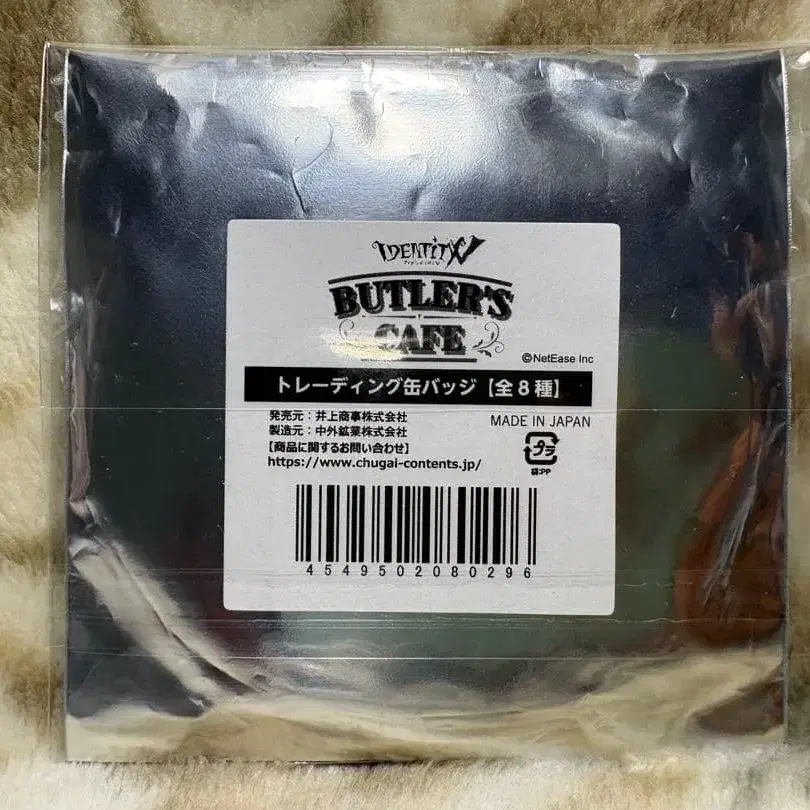 IDENTITY V
BUTLER'S
CAFE
©NetEase Inc
トレーディング缶バッジ【全8種】
発売元：井上商事株式会社
製造元：中外鉱業株式会社
【商品に関するお問い合わせ】
https://www.chugai-contents.jp/
MADE IN JAPAN
プラ
袋:PP
4549502080296